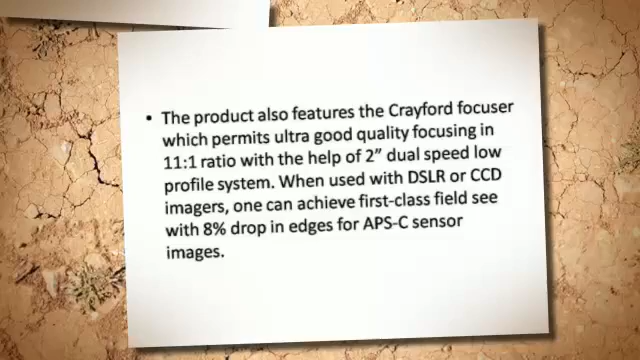 • The product also features the Crayford focuser
which permits ultra good quality focusing in
11:1 ratio with the help of 2” dual speed low
profile system. When used with DSLR or CCD
imagers, one can achieve first-class field see
with 8% drop in edges for APS-C sensor
images.